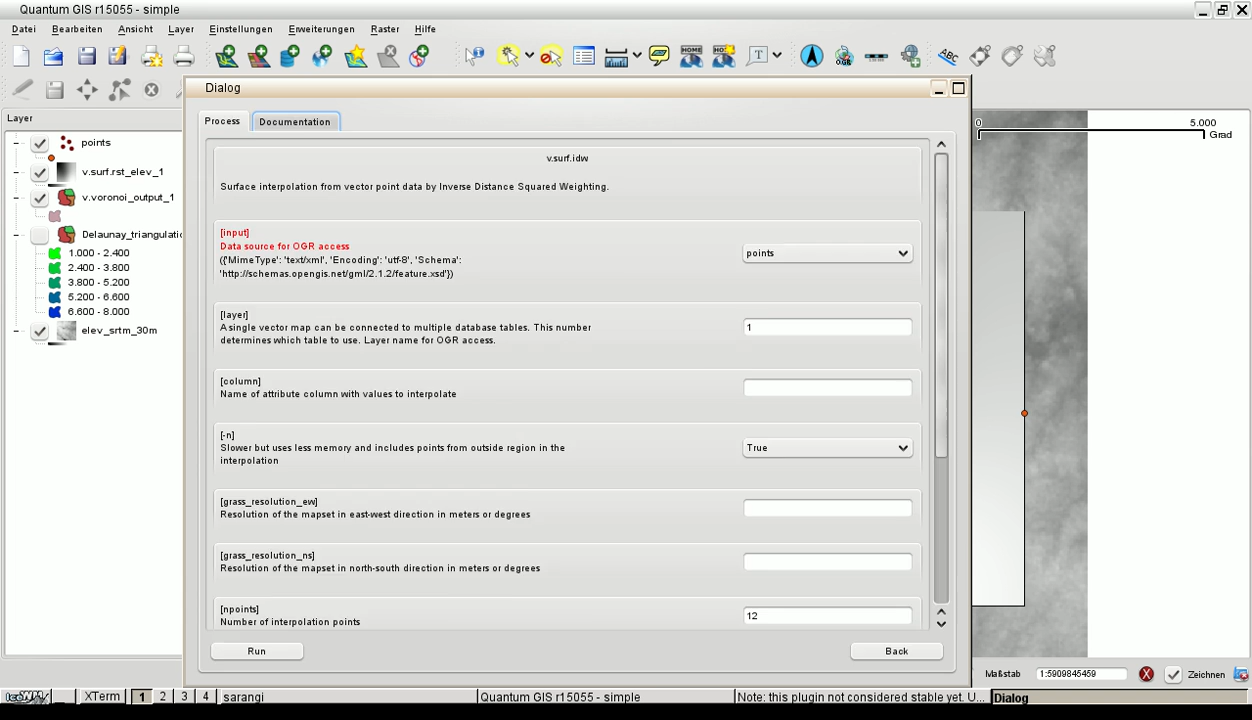 Quantum GIS r15055 - simple
Datei Bearbeiten Ansicht Layer Einstellungen Erweiterungen Raster Hilfe
Dialog
Layer
Process Documentation
points
v.surf.rst_elev_1
v.voronoi_output_1
Delaunay_triangulatic
1.000 - 2.400
2.400 - 3.800
3.800 - 5.200
5.200 - 6.600
6.600 - 8.000
elev_srtm_30m
v.surf.idw
Surface interpolation from vector point data by Inverse Distance Squared Weighting.
[input]
Data source for OGR access
({'MimeType': 'text/xml', 'Encoding': 'utf-8', 'Schema':
'http://schemas.opengis.net/gml/2.1.2/feature.xsd'})
points
[layer]
A single vector map can be connected to multiple database tables. This number
determines which table to use. Layer name for OGR access.
1
[column]
Name of attribute column with values to interpolate
[-n]
Slower but uses less memory and includes points from outside region in the
interpolation
True
[grass_resolution_ew]
Resolution of the mapset in east-west direction in meters or degrees
[grass_resolution_ns]
Resolution of the mapset in north-south direction in meters or degrees
[npoints]
Number of interpolation points
12
Run Back
0 5.000
Grad
Maßstab 1:5909845459 Zeichnen
XTerm 1 2 3 4 sarangi Quantum GIS r15055 - simple Note: this plugin not considered stable yet. U... Dialog